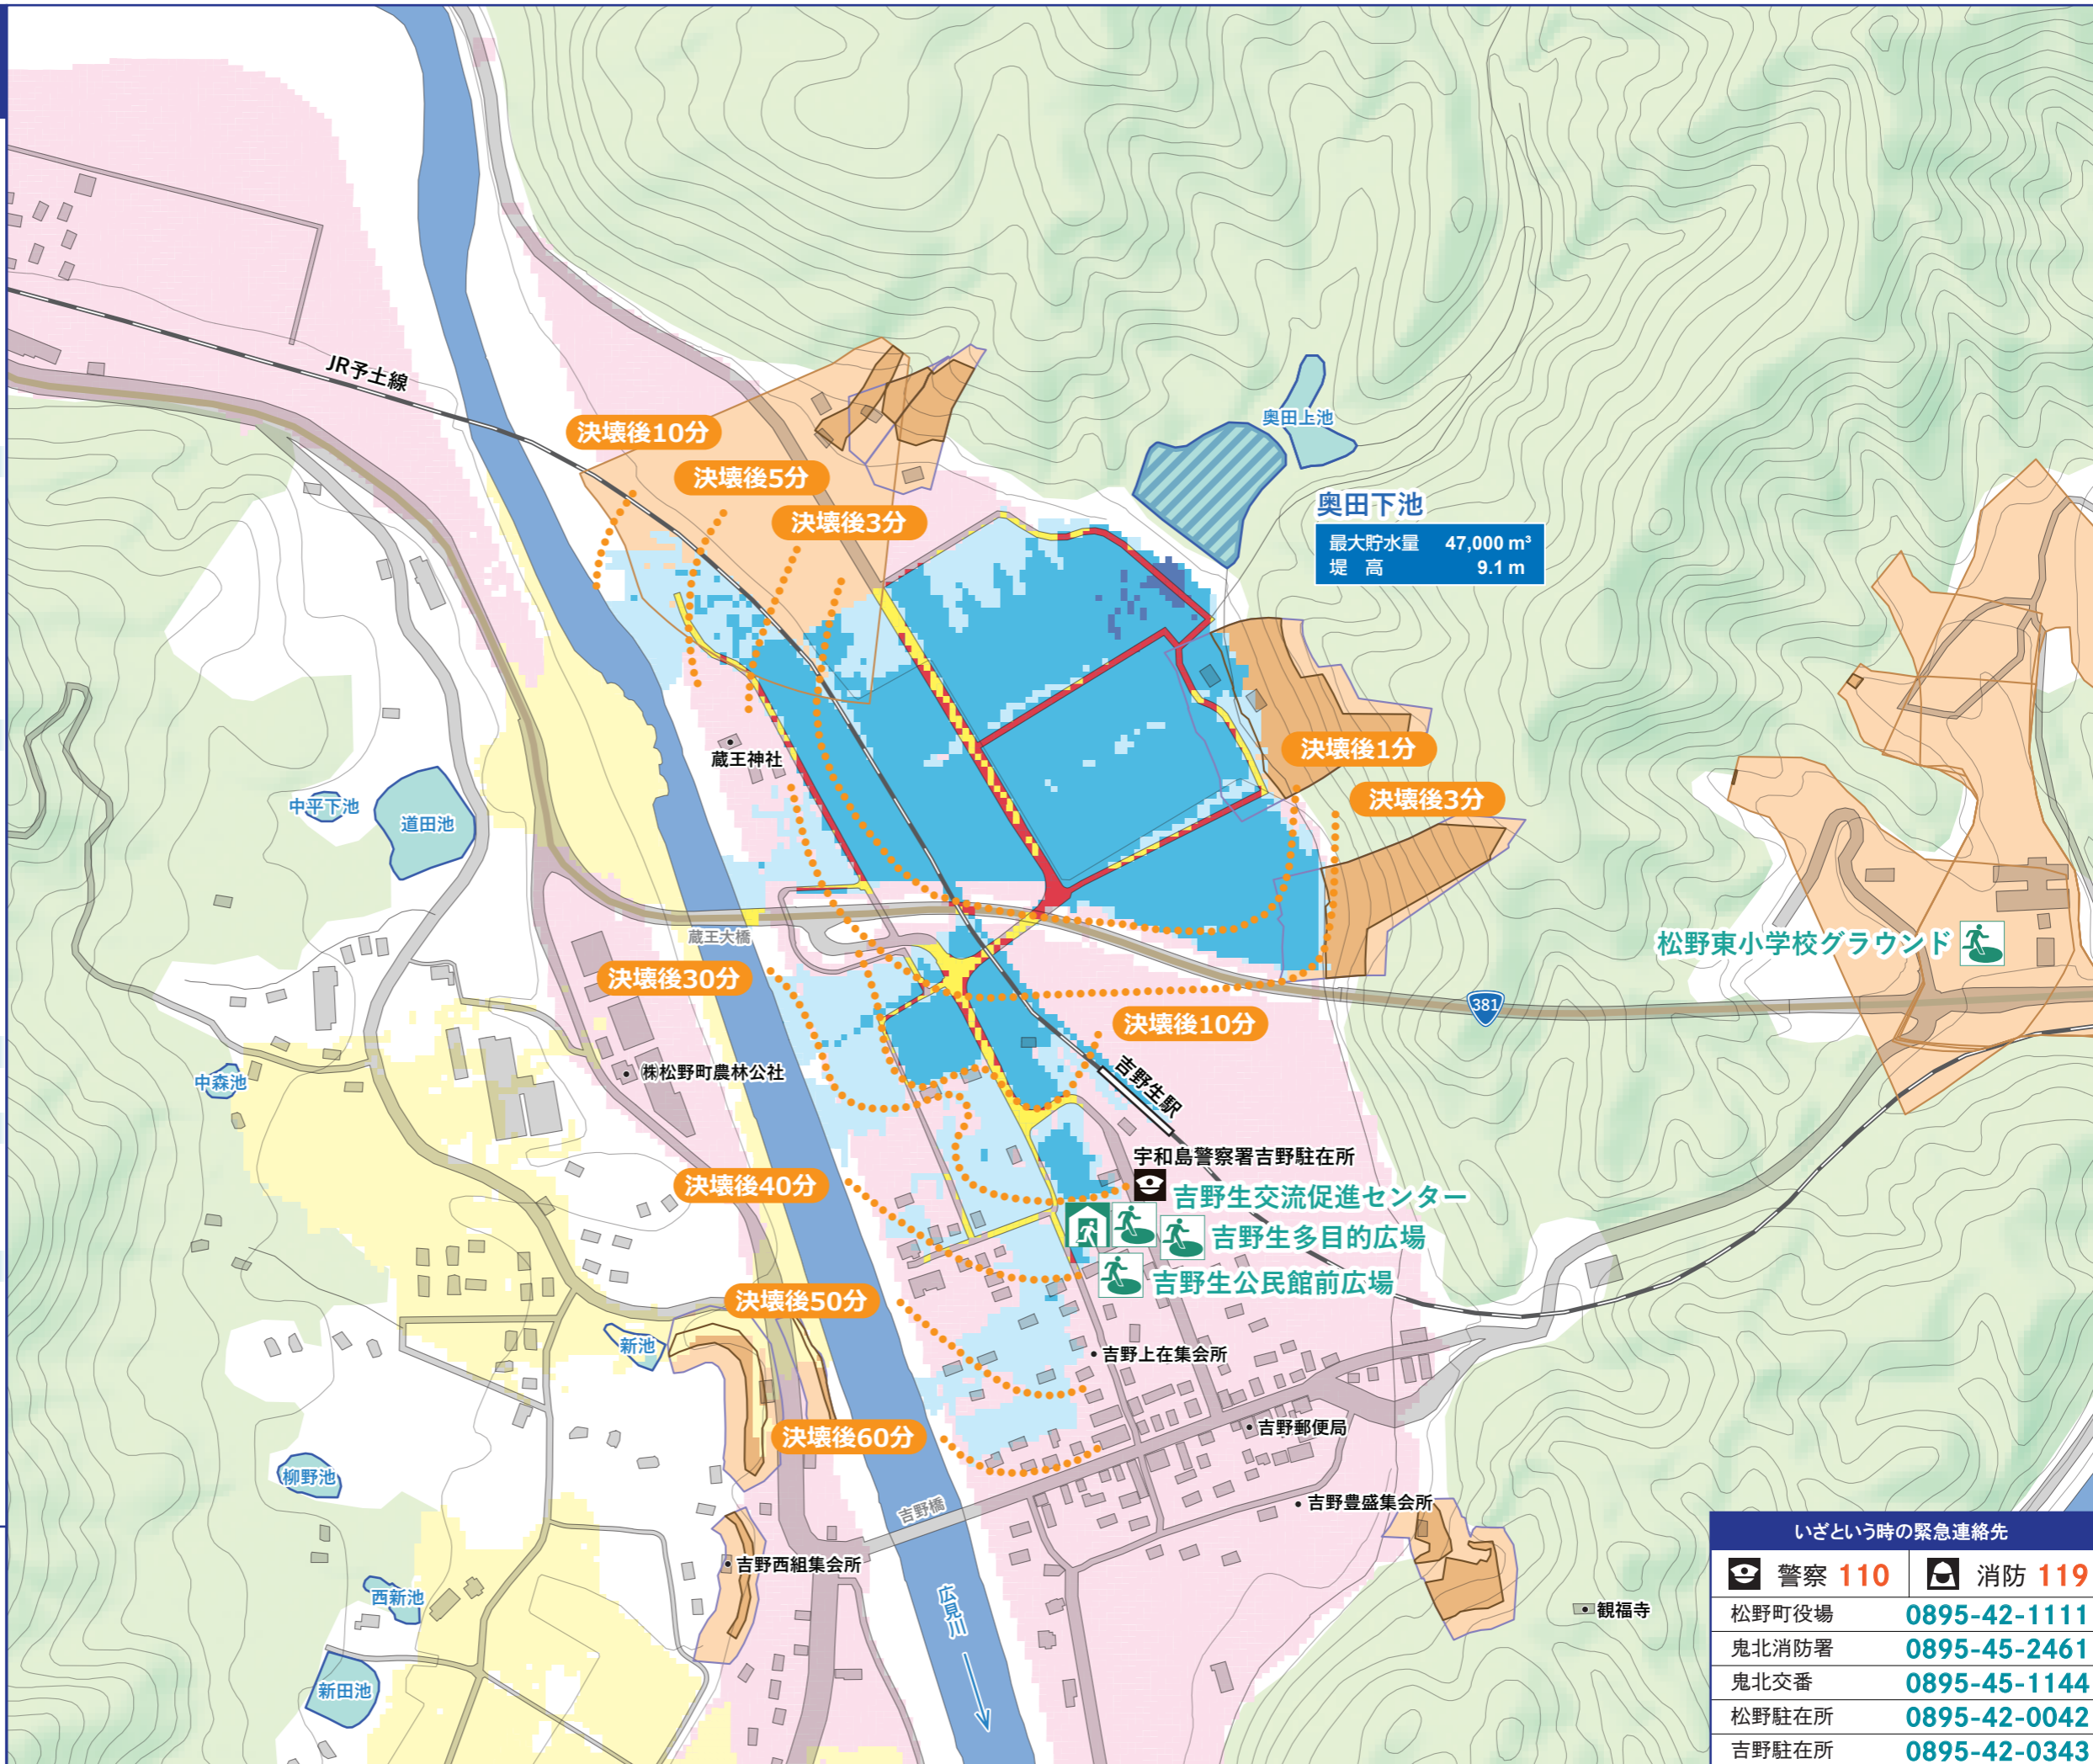 JR予土線
決壊後10分
決壊後5分
決壊後3分
奥田上池
奥田下池
最大貯水量 47,000 m³
堤 高 9.1 m
蔵王神社
決壊後1分
決壊後3分
中平下池
道田池
蔵王大橋
松野東小学校グラウンド
決壊後30分
381
決壊後10分
中森池
㈱松野町農林公社
吉野生駅
宇和島警察署吉野駐在所
決壊後40分
吉野生交流促進センター
吉野生多目的広場
吉野生公民館前広場
決壊後50分
新池
吉野上在集会所
吉野郵便局
決壊後60分
柳野池
吉野橋
吉野豊盛集会所
吉野西組集会所
西新池
広見川
観福寺
新田池
いざという時の緊急連絡先
警察 110 消防 119
松野町役場 0895-42-1111
鬼北消防署 0895-45-2461
鬼北交番 0895-45-1144
松野駐在所 0895-42-0042
吉野駐在所 0895-42-0343